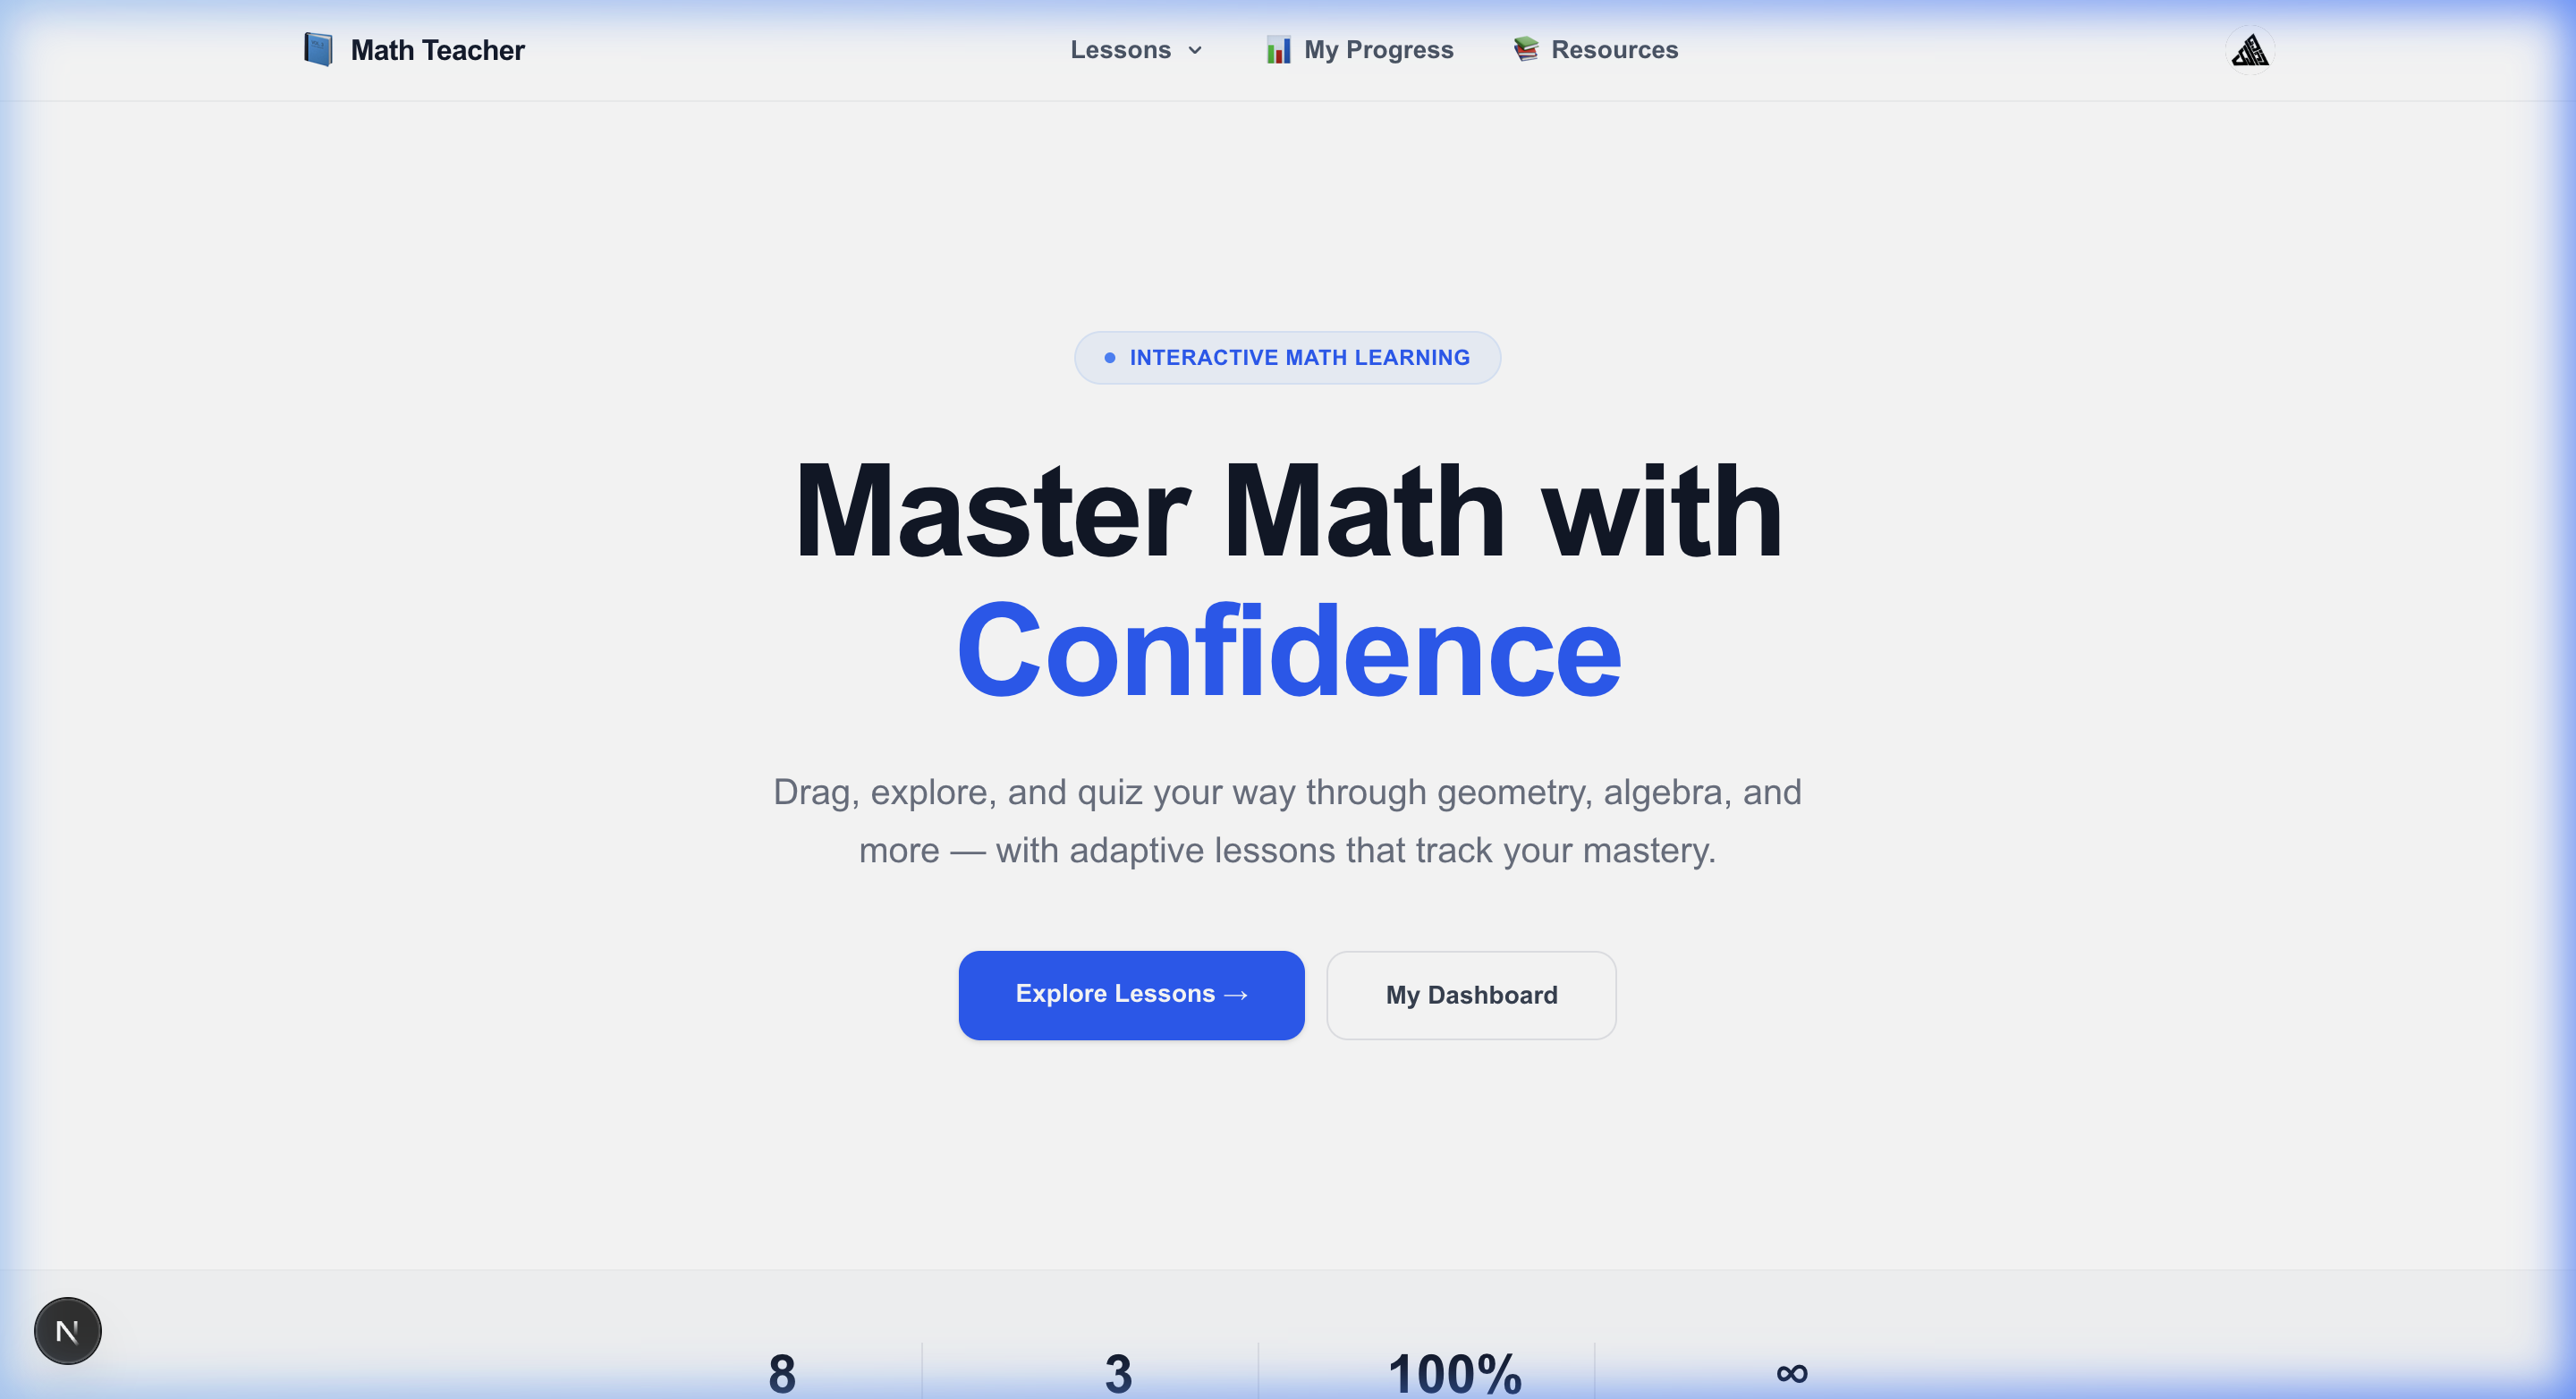 Math Teacher
Lessons
My Progress
Resources
INTERACTIVE MATH LEARNING
Master Math with
Confidence
Drag, explore, and quiz your way through geometry, algebra, and
more — with adaptive lessons that track your mastery.
Explore Lessons →
My Dashboard
N
8
3
100%
∞